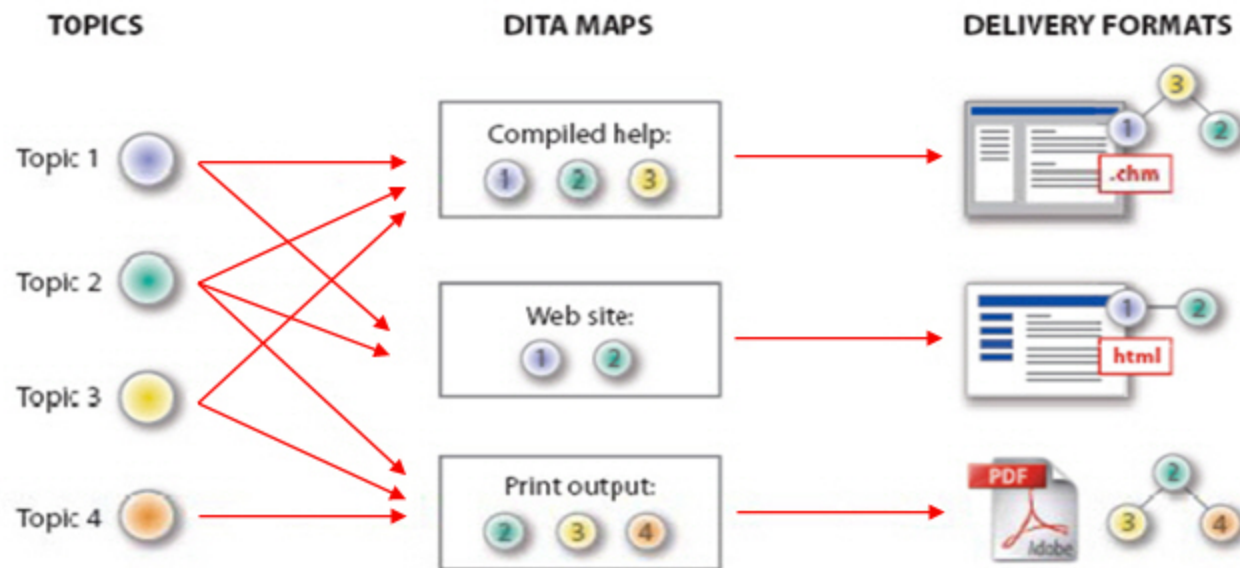 TOPICS
DITA MAPS
DELIVERY FORMATS
Topic 1
Compiled help:
1 2 3
3
1 2
.chm
Topic 2
Web site:
1 2
1 2
html
Topic 3
Topic 4
Print output:
2 3 4
PDF
Adobe
2
3 4